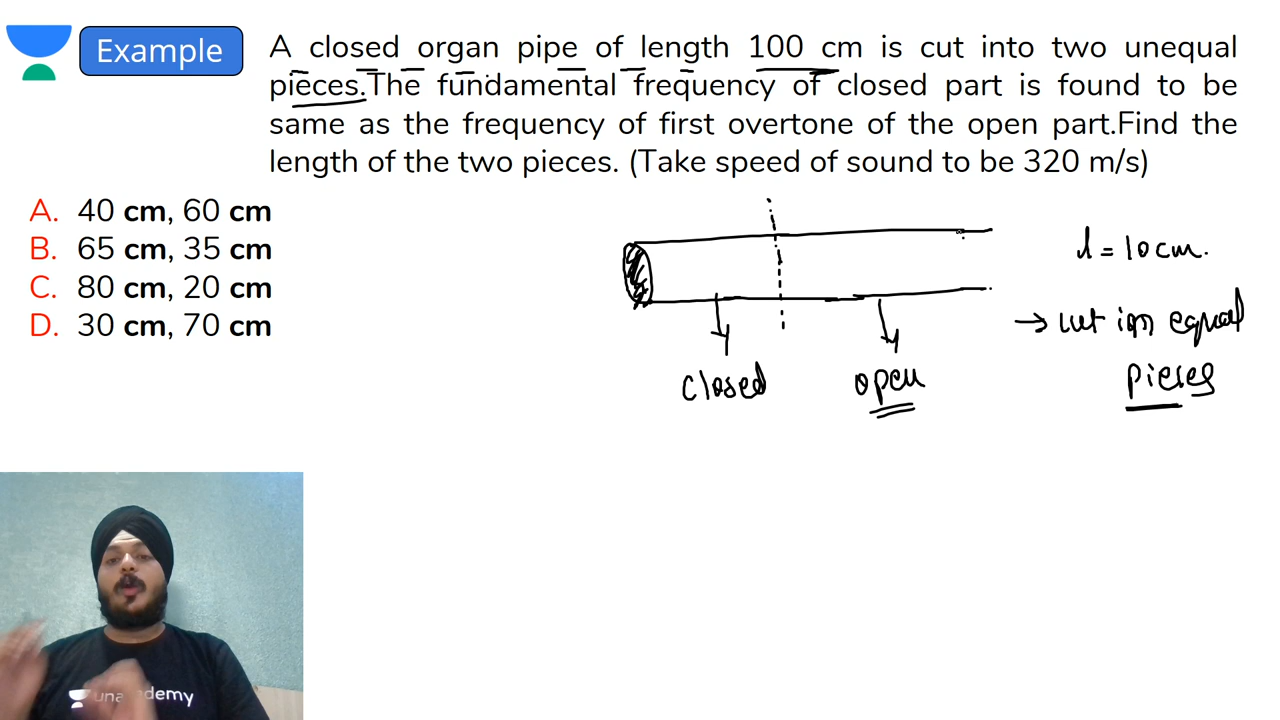 Example
A closed organ pipe of length 100 cm is cut into two unequal
pieces.The fundamental frequency of closed part is found to be
same as the frequency of first overtone of the open part.Find the
length of the two pieces. (Take speed of sound to be 320 m/s)
A. 40 cm, 60 cm
B. 65 cm, 35 cm
C. 80 cm, 20 cm
D. 30 cm, 70 cm
l = 10cm.
→ cut equal
pieces
closed
open
unacademy